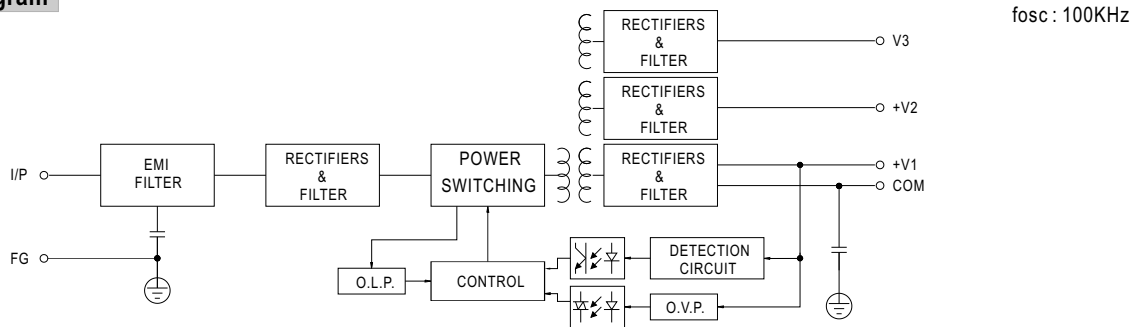 gram
fosc : 100KHz
RECTIFIERS
&
FILTER
V3
RECTIFIERS
&
FILTER
+V2
I/P
EMI
FILTER
RECTIFIERS
&
FILTER
POWER
SWITCHING
RECTIFIERS
&
FILTER
+V1
COM
FG
O.L.P.
CONTROL
DETECTION
CIRCUIT
O.V.P.